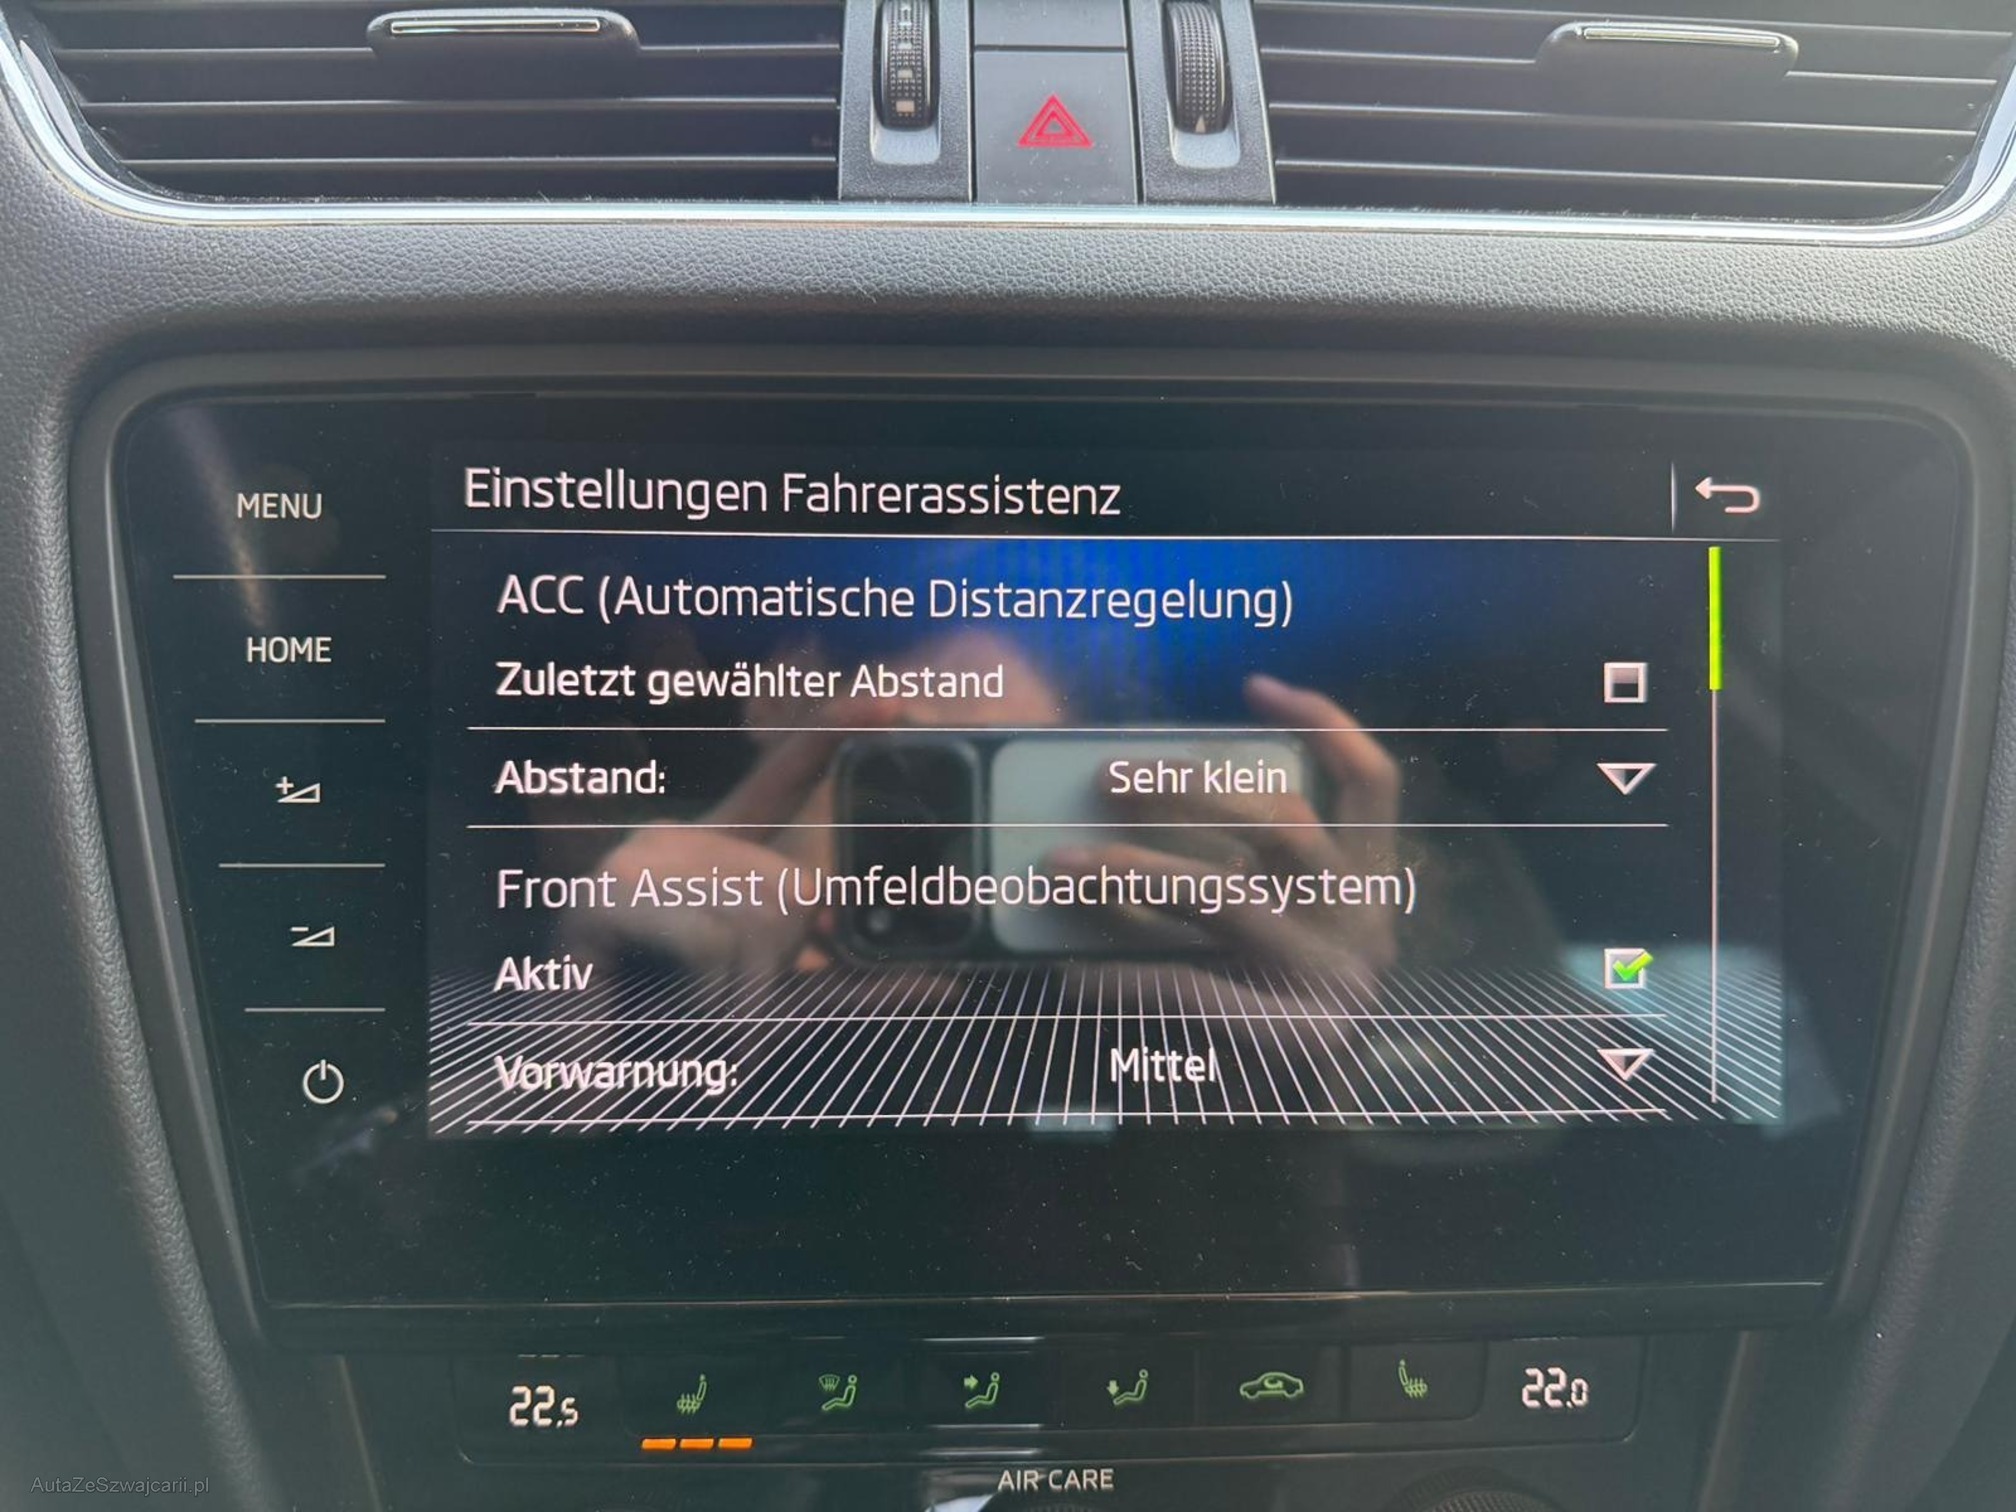 MENU
HOME
Einstellungen Fahrerassistenz
ACC (Automatische Distanzregelung)
Zuletzt gewählter Abstand
Abstand: Sehr klein
Front Assist (Umfeldbeobachtungssystem)
Aktiv
Vorwarnung: Mittel
22.5
22.0
AIR CARE
AutaZeSzwajcarii.pl